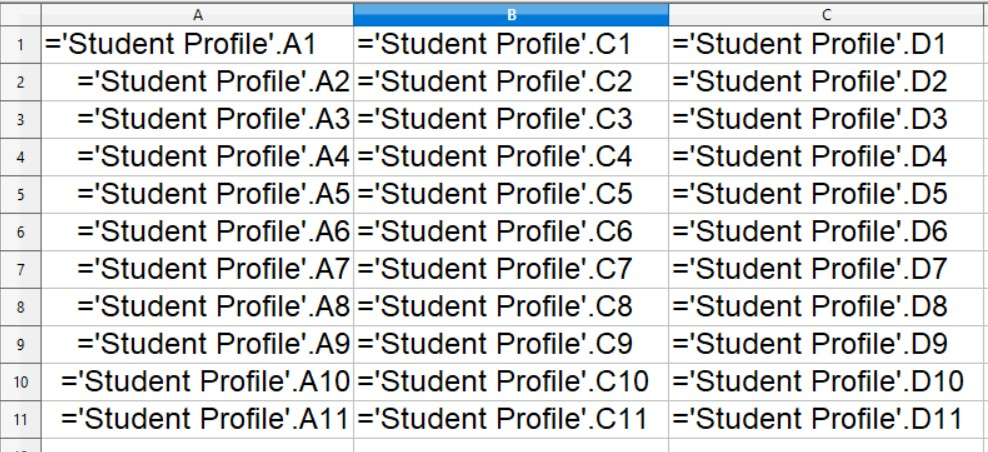 A B C
1 ='Student Profile'.A1 ='Student Profile'.C1 ='Student Profile'.D1
2 ='Student Profile'.A2 ='Student Profile'.C2 ='Student Profile'.D2
3 ='Student Profile'.A3 ='Student Profile'.C3 ='Student Profile'.D3
4 ='Student Profile'.A4 ='Student Profile'.C4 ='Student Profile'.D4
5 ='Student Profile'.A5 ='Student Profile'.C5 ='Student Profile'.D5
6 ='Student Profile'.A6 ='Student Profile'.C6 ='Student Profile'.D6
7 ='Student Profile'.A7 ='Student Profile'.C7 ='Student Profile'.D7
8 ='Student Profile'.A8 ='Student Profile'.C8 ='Student Profile'.D8
9 ='Student Profile'.A9 ='Student Profile'.C9 ='Student Profile'.D9
10 ='Student Profile'.A10 ='Student Profile'.C10 ='Student Profile'.D10
11 ='Student Profile'.A11 ='Student Profile'.C11 ='Student Profile'.D11